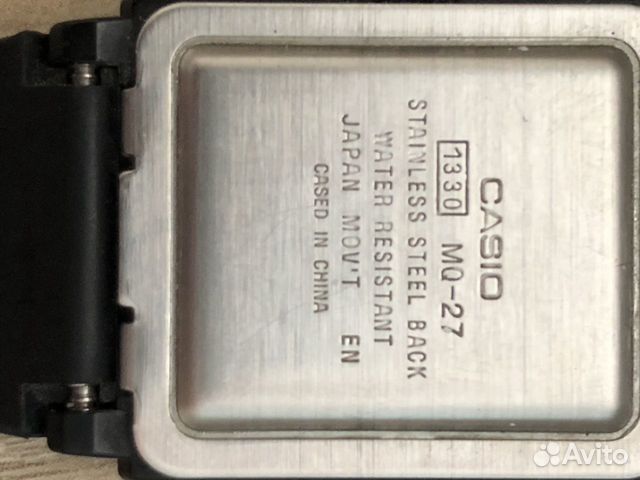 CASIO
1330 MQ-27
STAINLESS STEEL BACK
WATER RESISTANT
JAPAN MOV'T EN
CASED IN CHINA
Avito